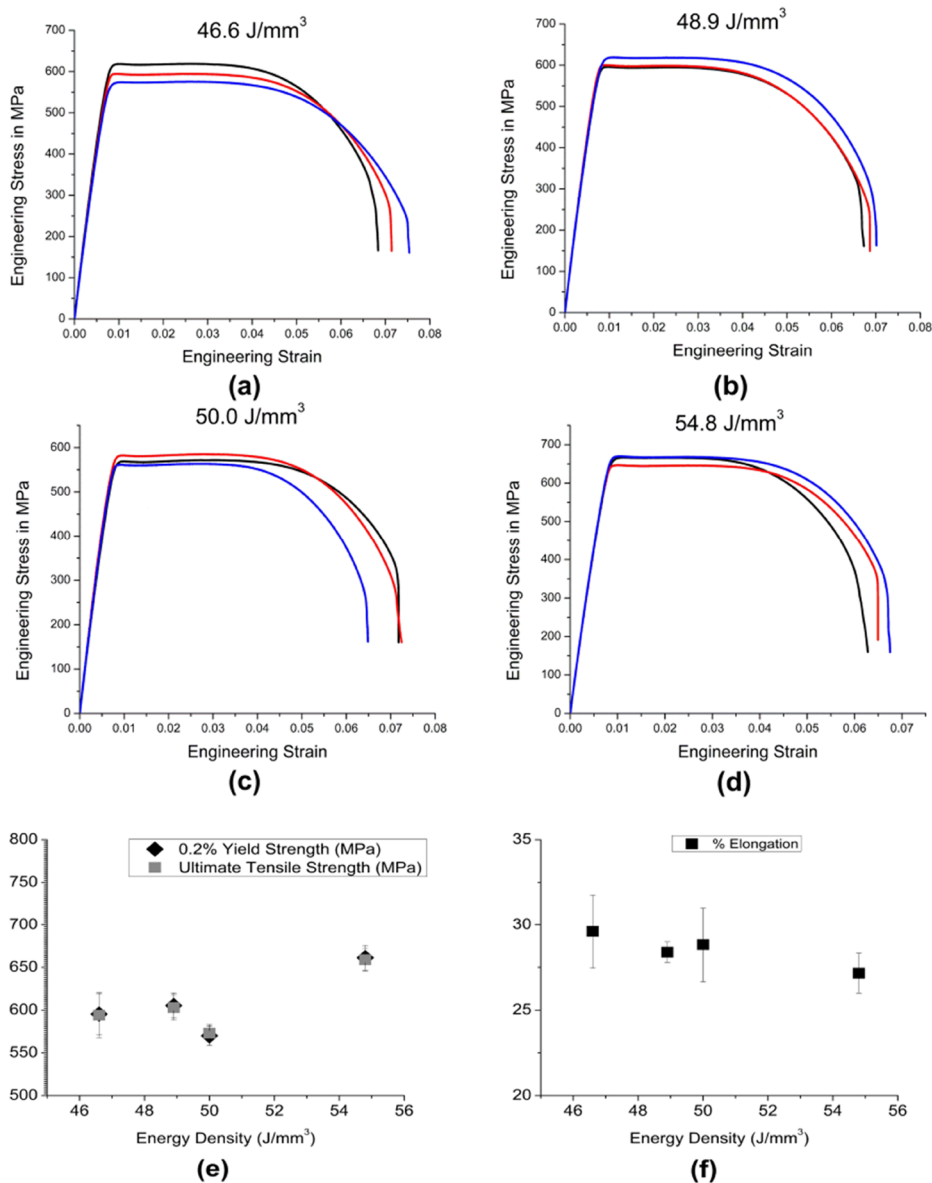 46.6 J/mm³
700
600
500
400
300
200
100
0
0.00 0.01 0.02 0.03 0.04 0.05 0.06 0.07 0.08
Engineering Stress in MPa
Engineering Strain
(a)
48.9 J/mm³
700
600
500
400
300
200
100
0
0.00 0.01 0.02 0.03 0.04 0.05 0.06 0.07 0.08
Engineering Stress in MPa
Engineering Strain
(b)
50.0 J/mm³
600
500
400
300
200
100
0
0.00 0.01 0.02 0.03 0.04 0.05 0.06 0.07 0.08
Engineering Stress in MPa
Engineering Strain
(c)
54.8 J/mm³
700
600
500
400
300
200
100
0
0.00 0.01 0.02 0.03 0.04 0.05 0.06 0.07
Engineering Stress in MPa
Engineering Strain
(d)
0.2% Yield Strength (MPa)
Ultimate Tensile Strength (MPa)
800
750
700
650
600
550
500
46 48 50 52 54 56
Energy Density (J/mm³)
(e)
% Elongation
35
30
25
20
46 48 50 52 54 56
Energy Density (J/mm³)
(f)